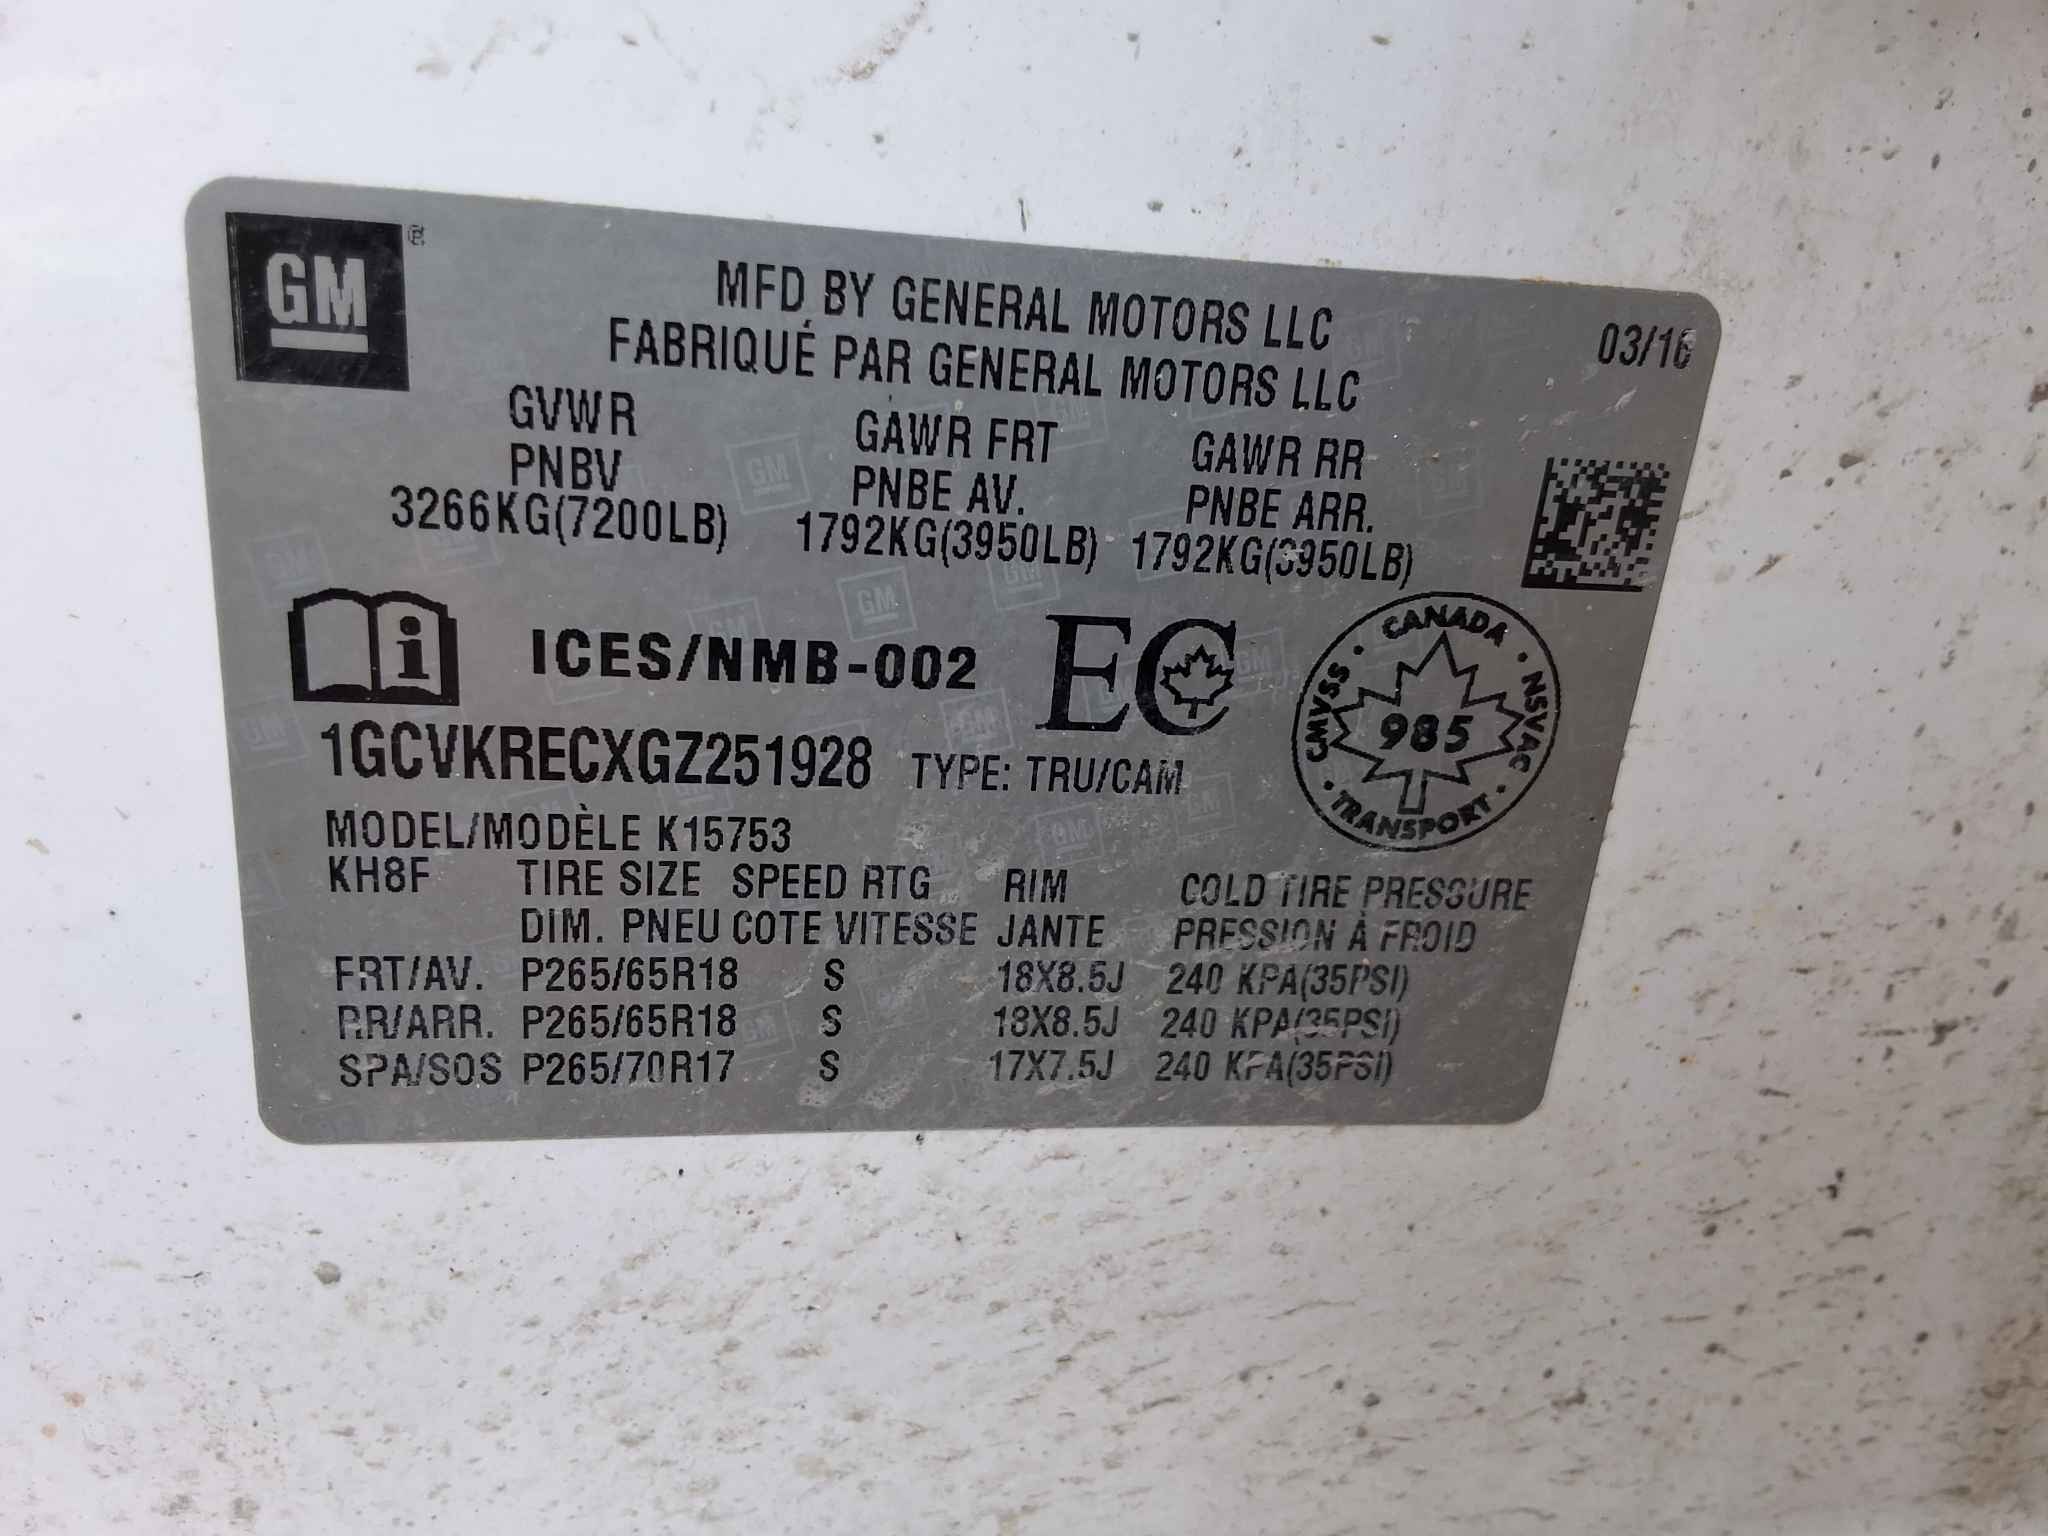 GM
MFD BY GENERAL MOTORS LLC
FABRIQUÉ PAR GENERAL MOTORS LLC
03/16
GVWR GAWR FRT GAWR RR
PNBV PNBE AV. PNBE ARR.
3266KG(7200LB) 1792KG(3950LB) 1792KG(3950LB)
i ICES/NMB-002 EC
CANADA · NSVAC · TRANSPORT · CMVSS ·
985
1GCVKRECXGZ251928 TYPE: TRU/CAM
MODEL/MODÈLE K15753
KH8F TIRE SIZE SPEED RTG RIM COLD TIRE PRESSURE
DIM. PNEU COTE VITESSE JANTE PRESSION À FROID
FRT/AV. P265/65R18 S 18X8.5J 240 KPA(35PSI)
RR/ARR. P265/65R18 S 18X8.5J 240 KPA(35PSI)
SPA/SOS P265/70R17 S 17X7.5J 240 KPA(35PSI)